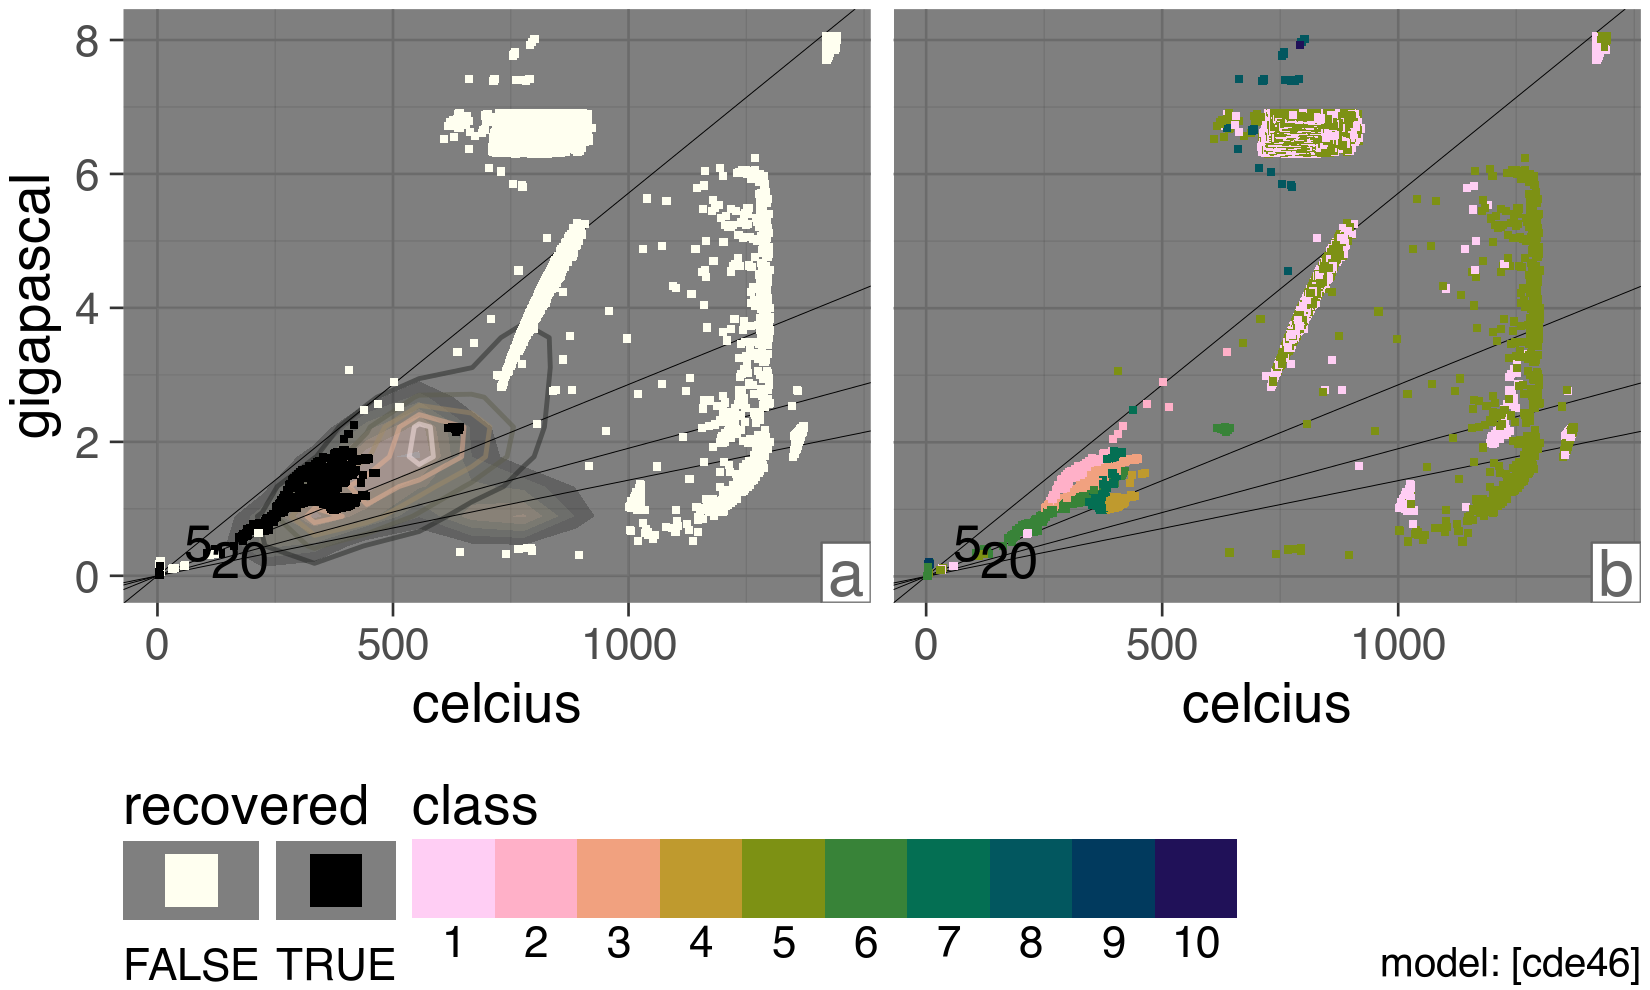 gigapascal
8
6
4
2
0
5
20
a
5
20
b
0 500 1000
0 500 1000
celcius
celcius
recovered
class
FALSE TRUE
1 2 3 4 5 6 7 8 9 10
model: [cde46]